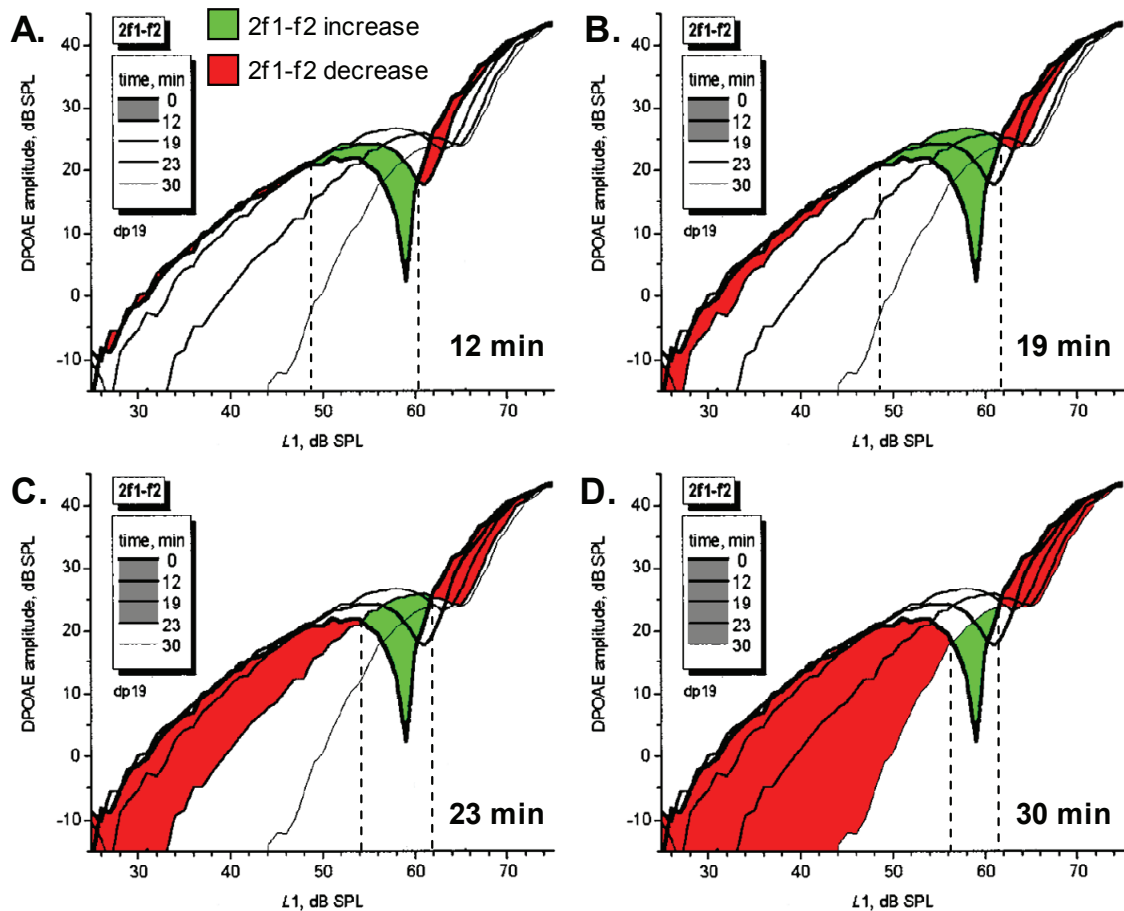 A.
2f1-f2
2f1-f2 increase
2f1-f2 decrease
time, min
0
12
19
23
30
dp19
12 min
DPOAE amplitude, dB SPL
40
30
20
10
0
-10
30 40 50 60 70
L1, dB SPL
B.
2f1-f2
time, min
0
12
19
23
30
dp19
19 min
DPOAE amplitude, dB SPL
40
30
20
10
0
-10
30 40 50 60 70
L1, dB SPL
C.
2f1-f2
time, min
0
12
19
23
30
dp19
23 min
DPOAE amplitude, dB SPL
40
30
20
10
0
-10
30 40 50 60 70
L1, dB SPL
D.
2f1-f2
time, min
0
12
19
23
30
dp19
30 min
DPOAE amplitude, dB SPL
40
30
20
10
0
-10
30 40 50 60 70
L1, dB SPL